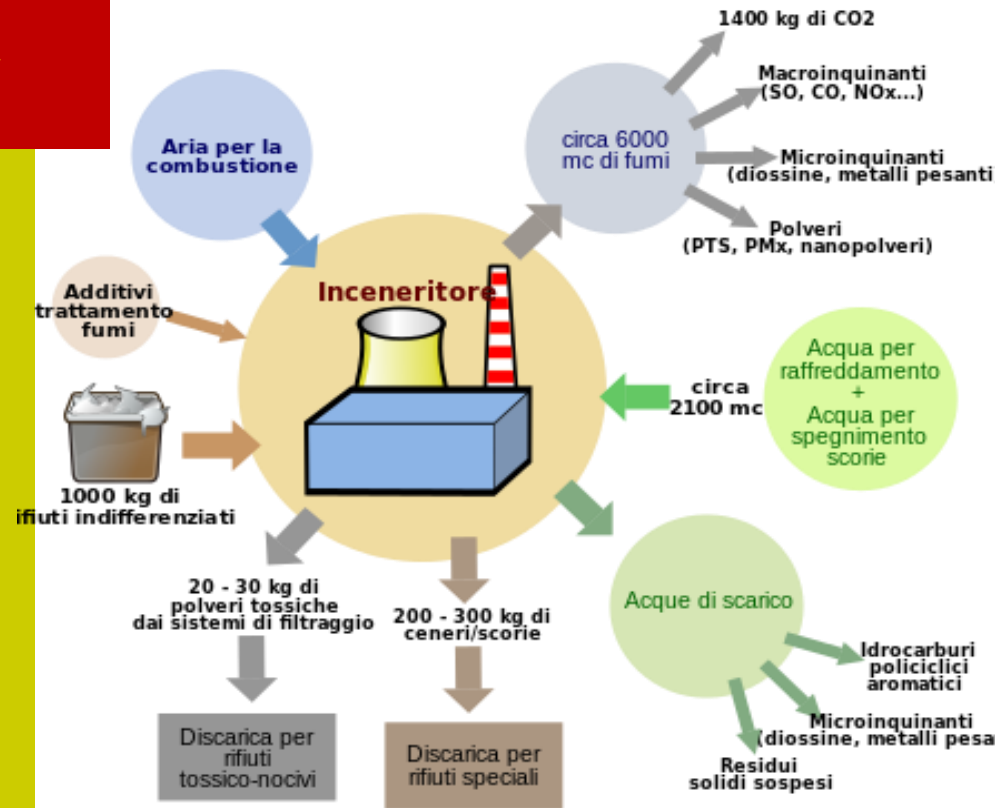 1400 kg di CO2
Macroinquinanti
(SO, CO, NOx...)
Microinquinanti
(diossine, metalli pesanti
Polveri
(PTS, PMx, nanopolveri)
circa 6000
mc di fumi
Aria per la
combustione
Additivi
trattamento
fumi
Inceneritore
1000 kg di
ifiuti indifferenziati
circa
2100 mc
Acqua per
raffreddamento
+
Acqua per
spegnimento
scorie
20 - 30 kg di
polveri tossiche
dai sistemi di filtraggio
200 - 300 kg di
ceneri/scorie
Discarica per
rifiuti
tossico-nocivi
Discarica per
rifiuti speciali
Acque di scarico
Idrocarburi
policiclici
aromatici
Microinquinanti
(diossine, metalli pesa
Residui
solidi sospesi